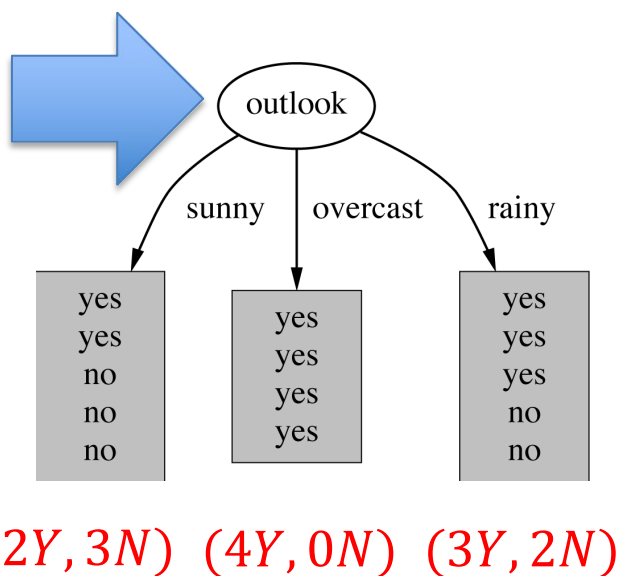 outlook
sunny overcast rainy
yes
yes
no
no
no
yes
yes
yes
yes
yes
yes
yes
no
no
2Y, 3N) (4Y, 0N) (3Y, 2N)